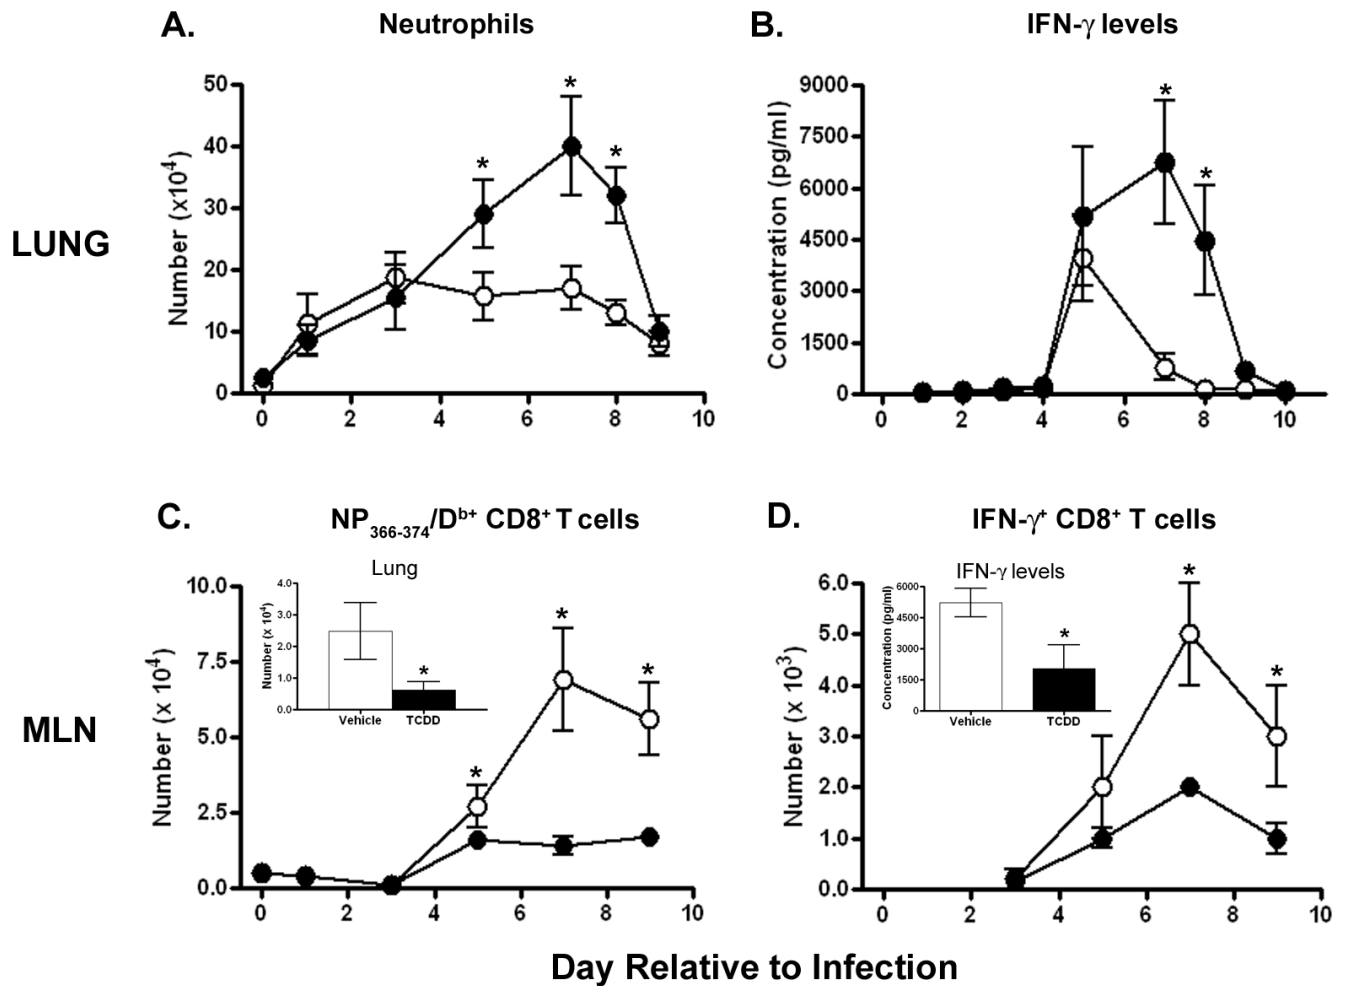 A. Neutrophils
B. IFN-γ levels
LUNG
Number (x10⁴)
50
40
30
20
10
0
0 2 4 6 8 10
* * *
Concentration (pg/ml)
9000
7500
6000
4500
3000
1500
0
0 2 4 6 8 10
* *
C. NP366-374/Dᵇ⁺ CD8⁺ T cells
D. IFN-γ⁺ CD8⁺ T cells
MLN
Number (x 10⁴)
10.0
7.5
5.0
2.5
0.0
0 2 4 6 8 10
* * *
Lung
Number (x 10⁴)
4.0
3.0
2.0
1.0
0.0
*
Vehicle TCDD
Number (x 10³)
6.0
5.0
4.0
3.0
2.0
1.0
0.0
0 2 4 6 8 10
* *
IFN-γ levels
Concentration (pg/ml)
6000
4500
3000
1500
0
*
Vehicle TCDD
Day Relative to Infection